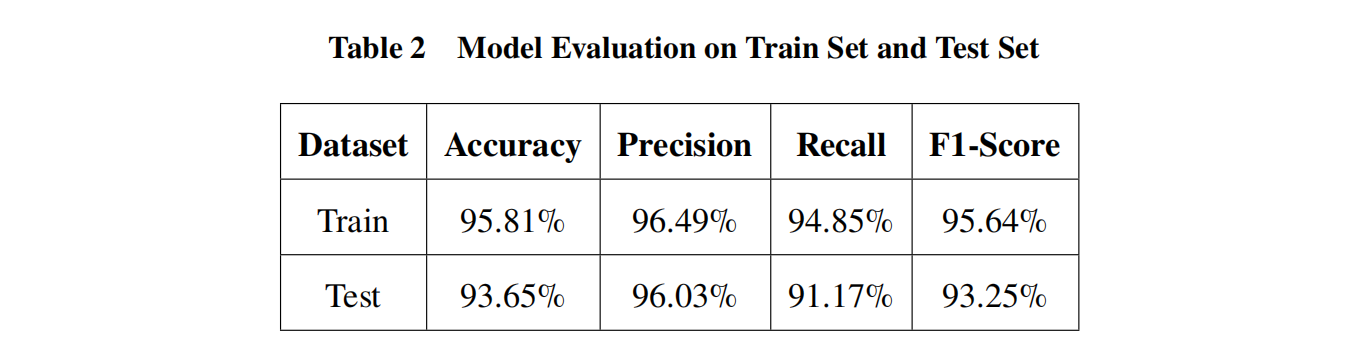 Table 2 Model Evaluation on Train Set and Test Set
Dataset Accuracy Precision Recall F1-Score
Train 95.81% 96.49% 94.85% 95.64%
Test 93.65% 96.03% 91.17% 93.25%